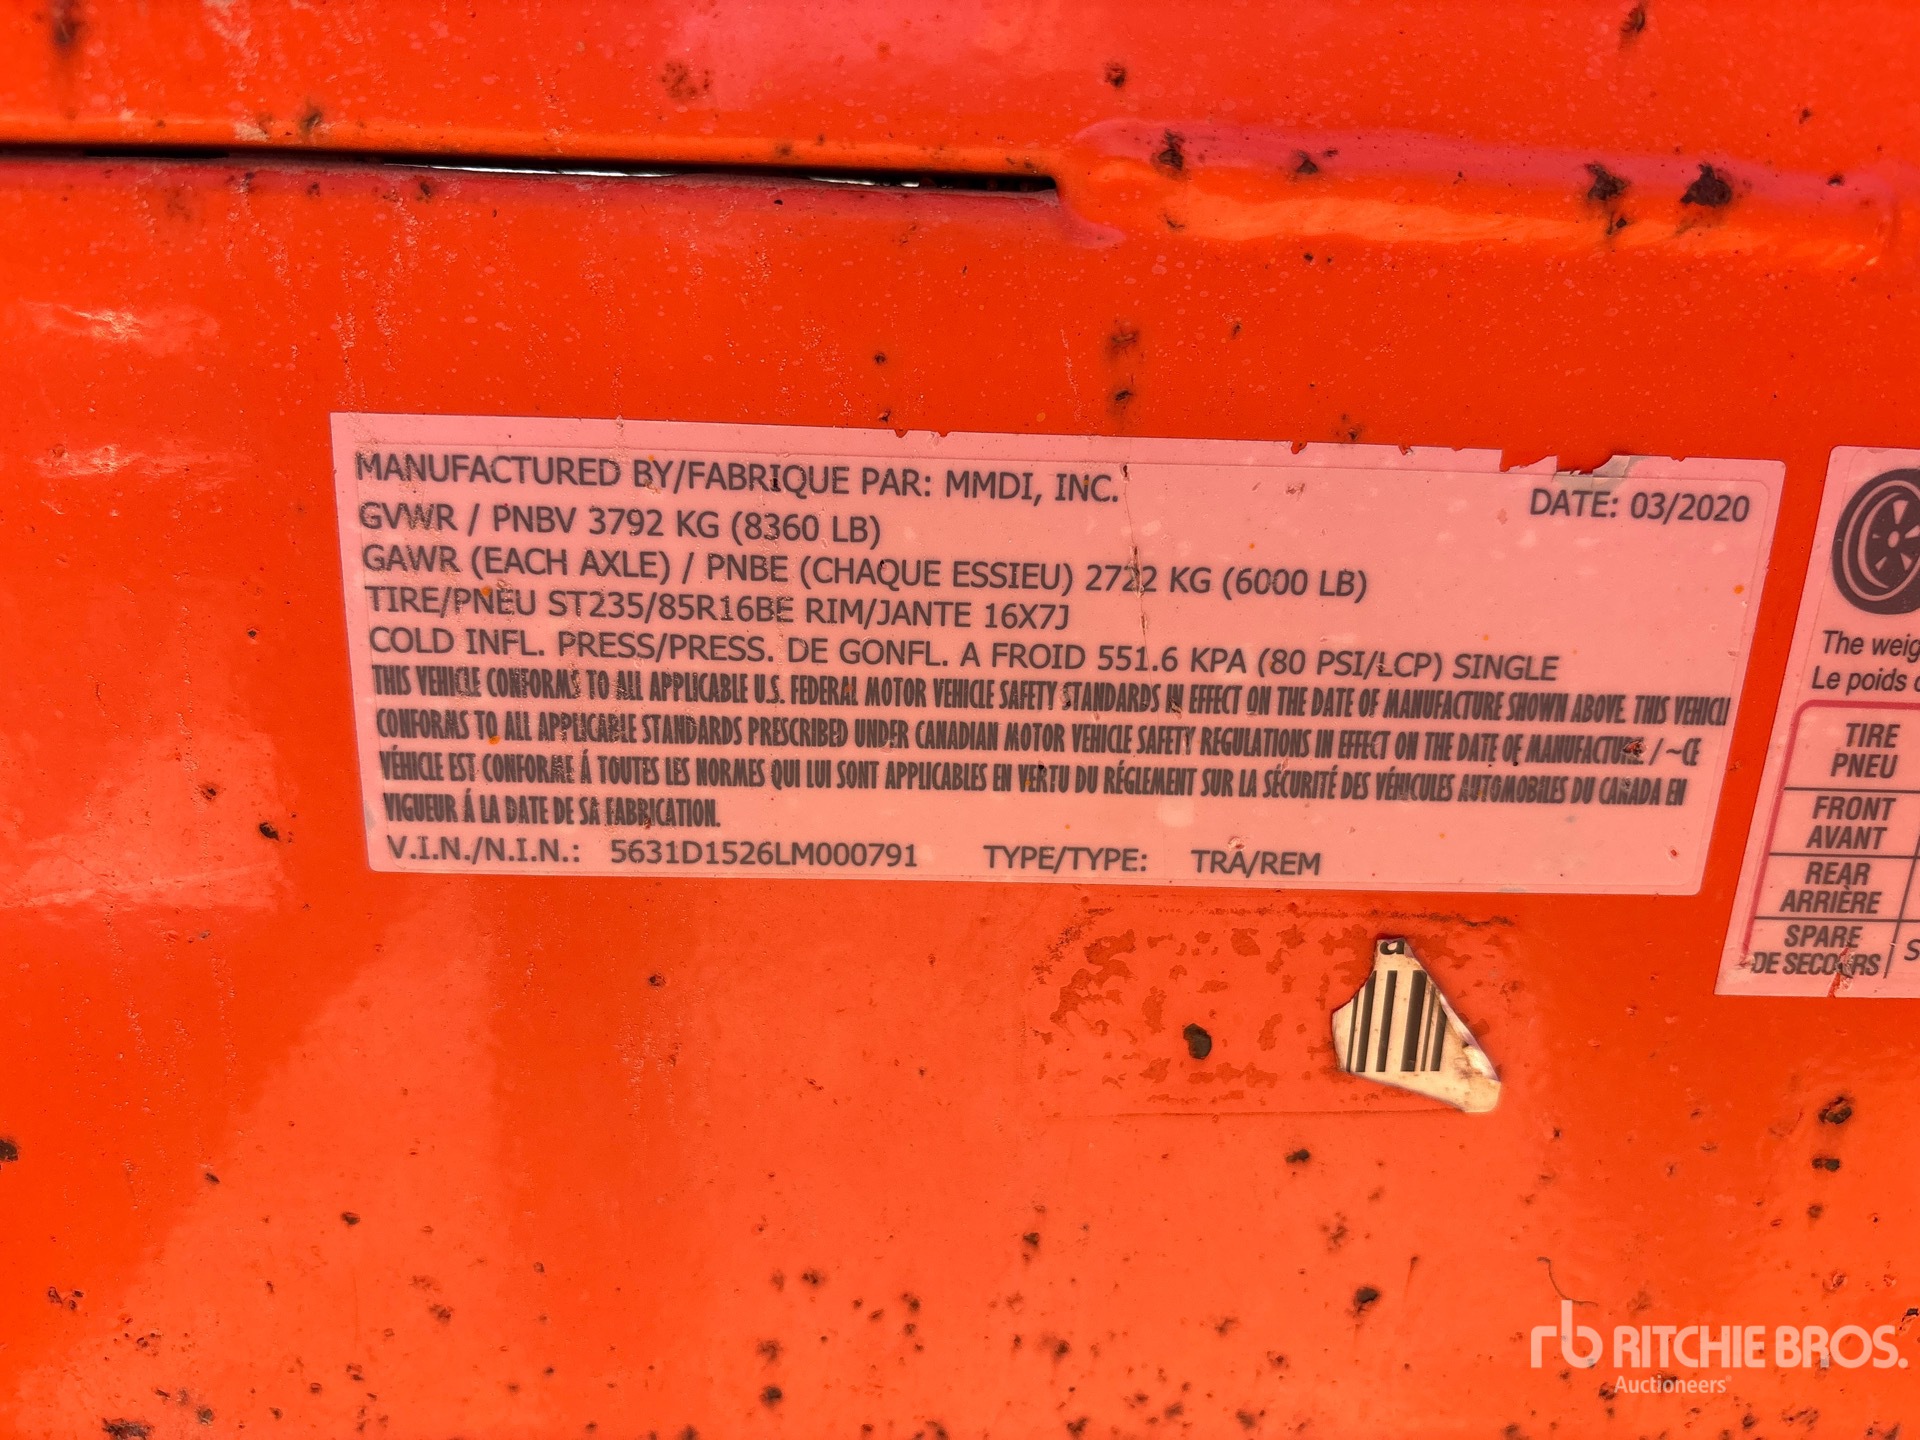 MANUFACTURED BY/FABRIQUE PAR: MMDI, INC.
DATE: 03/2020
GVWR / PNBV 3792 KG (8360 LB)
GAWR (EACH AXLE) / PNBE (CHAQUE ESSIEU) 2722 KG (6000 LB)
TIRE/PNEU ST235/85R16BE RIM/JANTE 16X7J
COLD INFL. PRESS/PRESS. DE GONFL. A FROID 551.6 KPA (80 PSI/LCP) SINGLE
THIS VEHICLE CONFORMS TO ALL APPLICABLE U.S. FEDERAL MOTOR VEHICLE SAFETY STANDARDS IN EFFECT ON THE DATE OF MANUFACTURE SHOWN ABOVE. THIS VEHICLE
CONFORMS TO ALL APPLICABLE STANDARDS PRESCRIBED UNDER CANADIAN MOTOR VEHICLE SAFETY REGULATIONS IN EFFECT ON THE DATE OF MANUFACTURE. / ~CE
VÉHICLE EST CONFORME Á TOUTES LES NORMES QUI LUI SONT APPLICABLES EN VERTU DU RÉGLEMENT SUR LA SÉCURITÉ DES VÉHICULES AUTOMOBILES DU CANADA EN
VIGUEUR Á LA DATE DE SA FABRICATION.
V.I.N./N.I.N.: 5631D1526LM000791 TYPE/TYPE: TRA/REM
The weig
Le poids
TIRE
PNEU
FRONT
AVANT
REAR
ARRIÈRE
SPARE
DE SECOURS
S
a
rb RITCHIE BROS.
Auctioneers